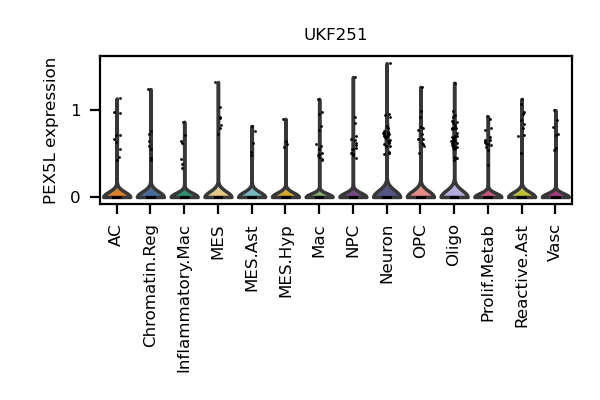 UKF251
PEX5L expression
1
0
AC
Chromatin.Reg
Inflammatory.Mac
MES
MES.Ast
MES.Hyp
Mac
NPC
Neuron
OPC
Oligo
Prolif.Metab
Reactive.Ast
Vasc